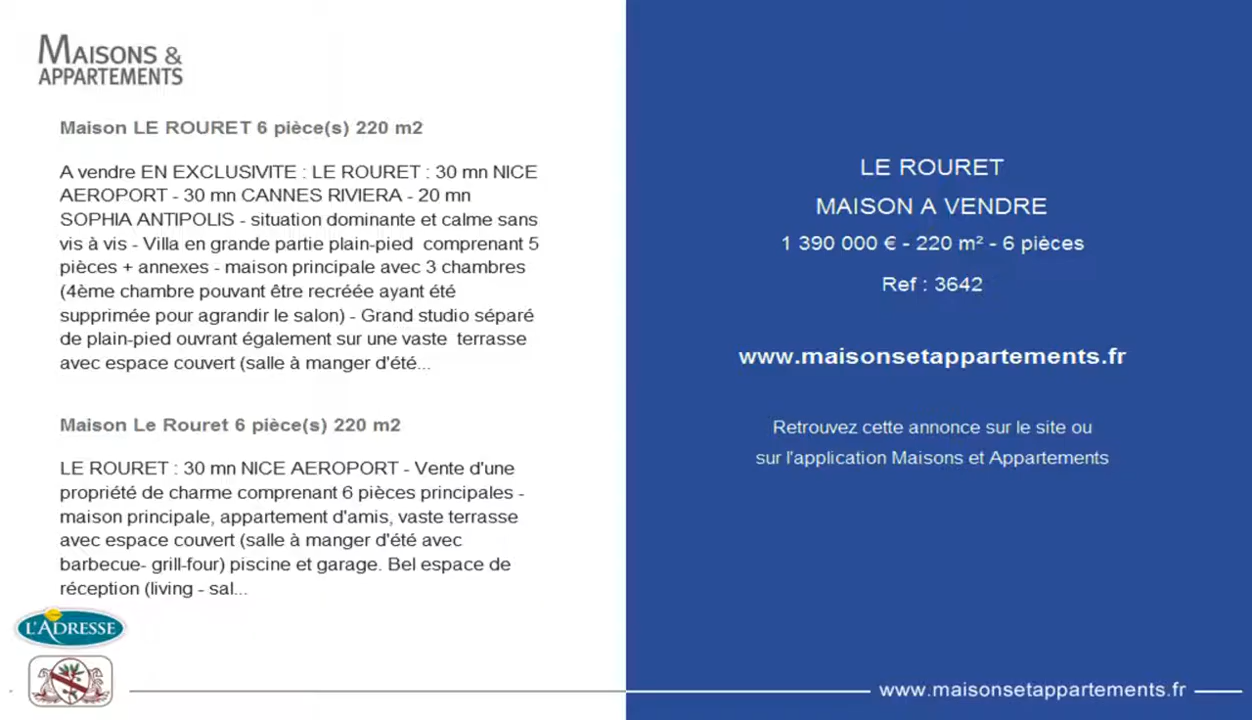 MAISONS &
APPARTEMENTS
Maison LE ROURET 6 pièce(s) 220 m2
A vendre EN EXCLUSIVITE : LE ROURET : 30 mn NICE
AEROPORT - 30 mn CANNES RIVIERA - 20 mn
SOPHIA ANTIPOLIS - situation dominante et calme sans
vis à vis - Villa en grande partie plain-pied comprenant 5
pièces + annexes - maison principale avec 3 chambres
(4ème chambre pouvant être recréée ayant été
supprimée pour agrandir le salon) - Grand studio séparé
de plain-pied ouvrant également sur une vaste terrasse
avec espace couvert (salle à manger d'été...
Maison Le Rouret 6 pièce(s) 220 m2
LE ROURET : 30 mn NICE AEROPORT - Vente d'une
propriété de charme comprenant 6 pièces principales -
maison principale, appartement d'amis, vaste terrasse
avec espace couvert (salle à manger d'été avec
barbecue- grill-four) piscine et garage. Bel espace de
réception (living - sal...
L'ADRESSE
LE ROURET
MAISON A VENDRE
1 390 000 € - 220 m² - 6 pièces
Ref : 3642
www.maisonsetappartements.fr
Retrouvez cette annonce sur le site ou
sur l'application Maisons et Appartements
www.maisonsetappartements.fr